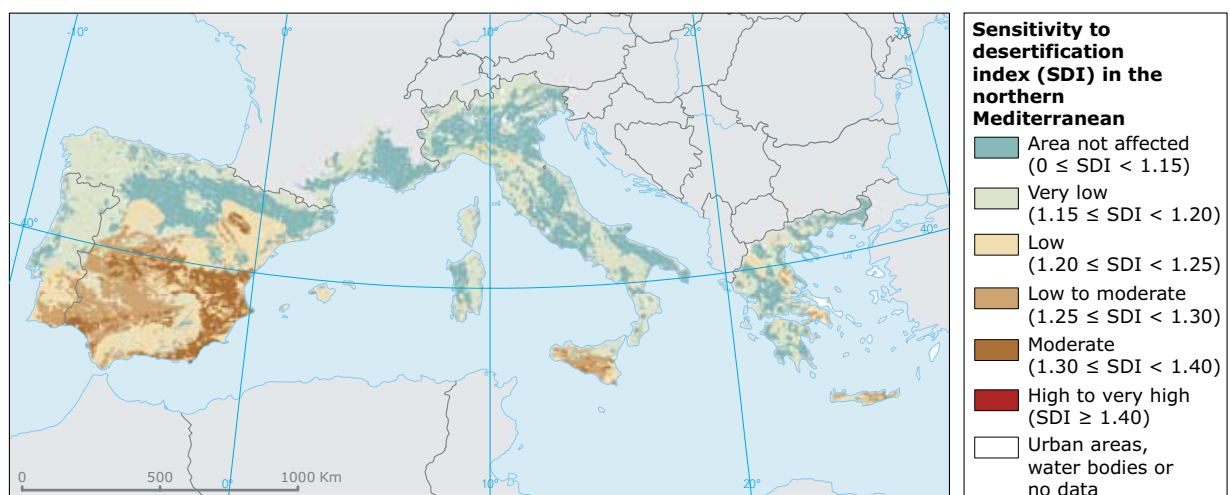 -10°
0°
10°
20°
30°
40°
40°
0
500
1000 Km
0°
10°
20°
Sensitivity to
desertification
index (SDI) in the
northern
Mediterranean
Area not affected
(0 ≤ SDI < 1.15)
Very low
(1.15 ≤ SDI < 1.20)
Low
(1.20 ≤ SDI < 1.25)
Low to moderate
(1.25 ≤ SDI < 1.30)
Moderate
(1.30 ≤ SDI < 1.40)
High to very high
(SDI ≥ 1.40)
Urban areas,
water bodies or
no data